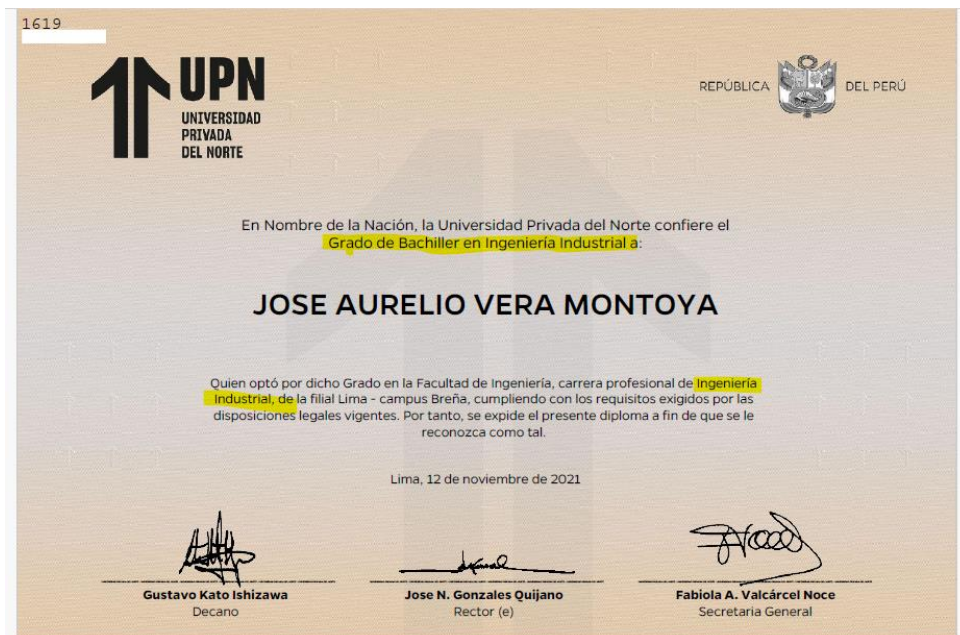 1619
UPN
UNIVERSIDAD
PRIVADA
DEL NORTE
REPÚBLICA DEL PERÚ
En Nombre de la Nación, la Universidad Privada del Norte confiere el
Grado de Bachiller en Ingeniería Industrial a:
JOSE AURELIO VERA MONTOYA
Quien optó por dicho Grado en la Facultad de Ingeniería, carrera profesional de Ingeniería
Industrial, de la filial Lima - campus Breña, cumpliendo con los requisitos exigidos por las
disposiciones legales vigentes. Por tanto, se expide el presente diploma a fin de que se le
reconozca como tal.
Lima, 12 de noviembre de 2021
Gustavo Kato Ishizawa Jose N. Gonzales Quijano Fabiola A. Valcárcel Noce
Decano Rector (e) Secretaria General